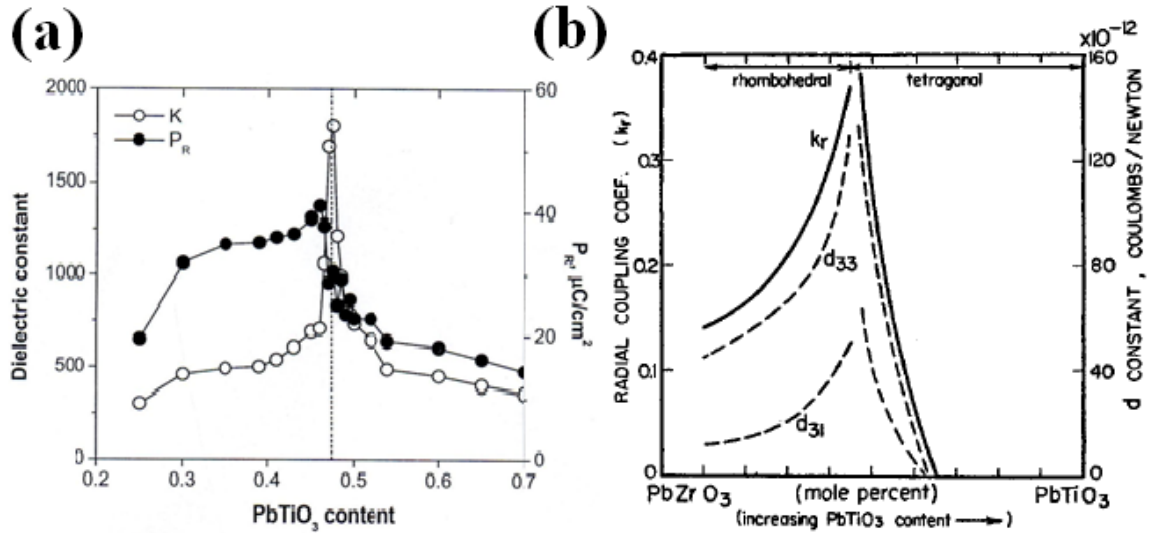 (a)
2000
1500
1000
500
0
Dielectric constant
K
P_R
60
40
20
0
P_R, μC/cm²
0.2 0.3 0.4 0.5 0.6 0.7
PbTiO₃ content
(b)
×10⁻¹²
0.4
0.3
0.2
0.1
0
RADIAL COUPLING COEF. (kᵣ)
rhombohedral tetragonal
kᵣ
d₃₃
d₃₁
160
120
80
40
0
d CONSTANT, COULOMBS/NEWTON
PbZrO₃ (mole percent) PbTiO₃
(increasing PbTiO₃ content →)